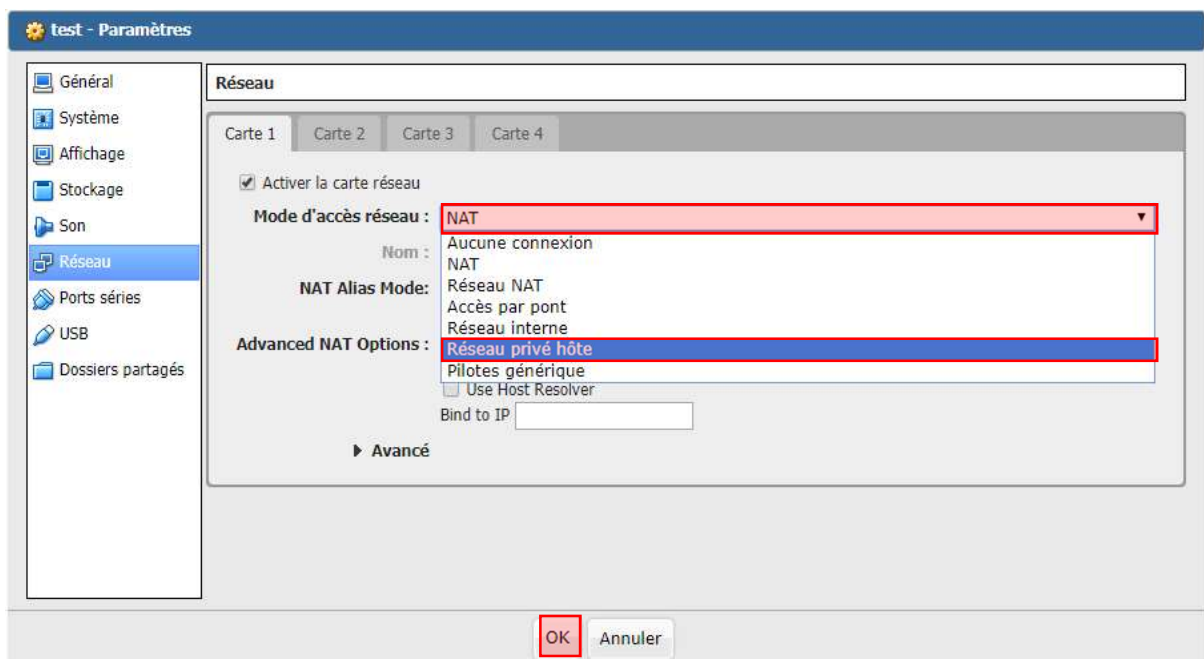 test - Paramètres
Général
Système
Affichage
Stockage
Son
Réseau
Ports séries
USB
Dossiers partagés
Réseau
Carte 1 Carte 2 Carte 3 Carte 4
Activer la carte réseau
Mode d'accès réseau : NAT
Aucune connexion
NAT
Réseau NAT
Accès par pont
Réseau interne
Réseau privé hôte
Pilotes générique
Nom :
NAT Alias Mode:
Advanced NAT Options :
Use Host Resolver
Bind to IP
Avancé
OK Annuler